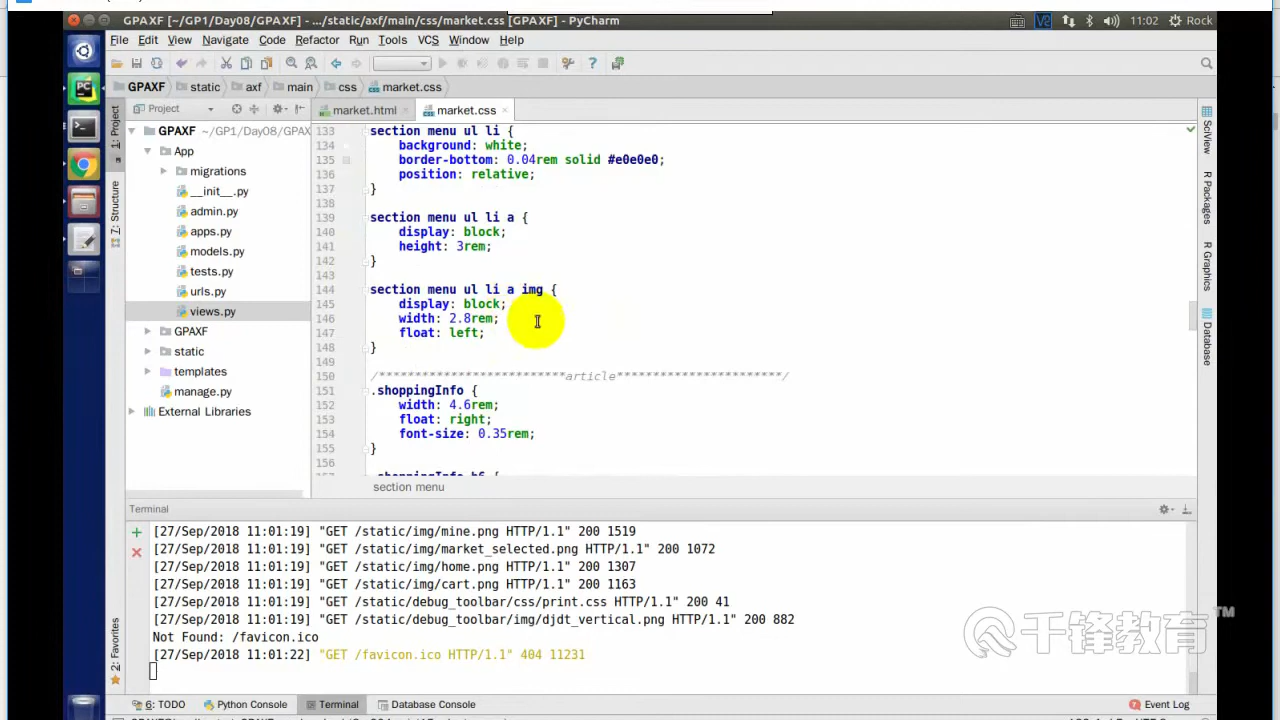 GPAXF [~/GP1/Day08/GPAXF] - .../static/axf/main/css/market.css [GPAXF] - PyCharm
11:02 Rock
File Edit View Navigate Code Refactor Run Tools VCS Window Help
GPAXF static axf main css market.css
Project
market.html market.css
GPAXF ~/GP1/Day08/GPAX
App
migrations
__init__.py
admin.py
apps.py
models.py
tests.py
urls.py
views.py
GPAXF
static
templates
manage.py
External Libraries
1: Project
7: Structure
2: Favorites
133 section menu ul li {
134 background: white;
135 border-bottom: 0.04rem solid #e0e0e0;
136 position: relative;
137 }
138
139 section menu ul li a {
140 display: block;
141 height: 3rem;
142 }
143
144 section menu ul li a img {
145 display: block;
146 width: 2.8rem;
147 float: left;
148 }
149
150 /**************************article***********************/
151 .shoppingInfo {
152 width: 4.6rem;
153 float: right;
154 font-size: 0.35rem;
155 }
156
section menu
SciView
R Packages
R Graphics
Database
Terminal
[27/Sep/2018 11:01:19] "GET /static/img/mine.png HTTP/1.1" 200 1519
[27/Sep/2018 11:01:19] "GET /static/img/market_selected.png HTTP/1.1" 200 1072
[27/Sep/2018 11:01:19] "GET /static/img/home.png HTTP/1.1" 200 1307
[27/Sep/2018 11:01:19] "GET /static/img/cart.png HTTP/1.1" 200 1163
[27/Sep/2018 11:01:19] "GET /static/debug_toolbar/css/print.css HTTP/1.1" 200 41
[27/Sep/2018 11:01:19] "GET /static/debug_toolbar/img/djdt_vertical.png HTTP/1.1" 200 882
Not Found: /favicon.ico
[27/Sep/2018 11:01:22] "GET /favicon.ico HTTP/1.1" 404 11231
千锋教育 TM
6: TODO Python Console Terminal Database Console Event Log